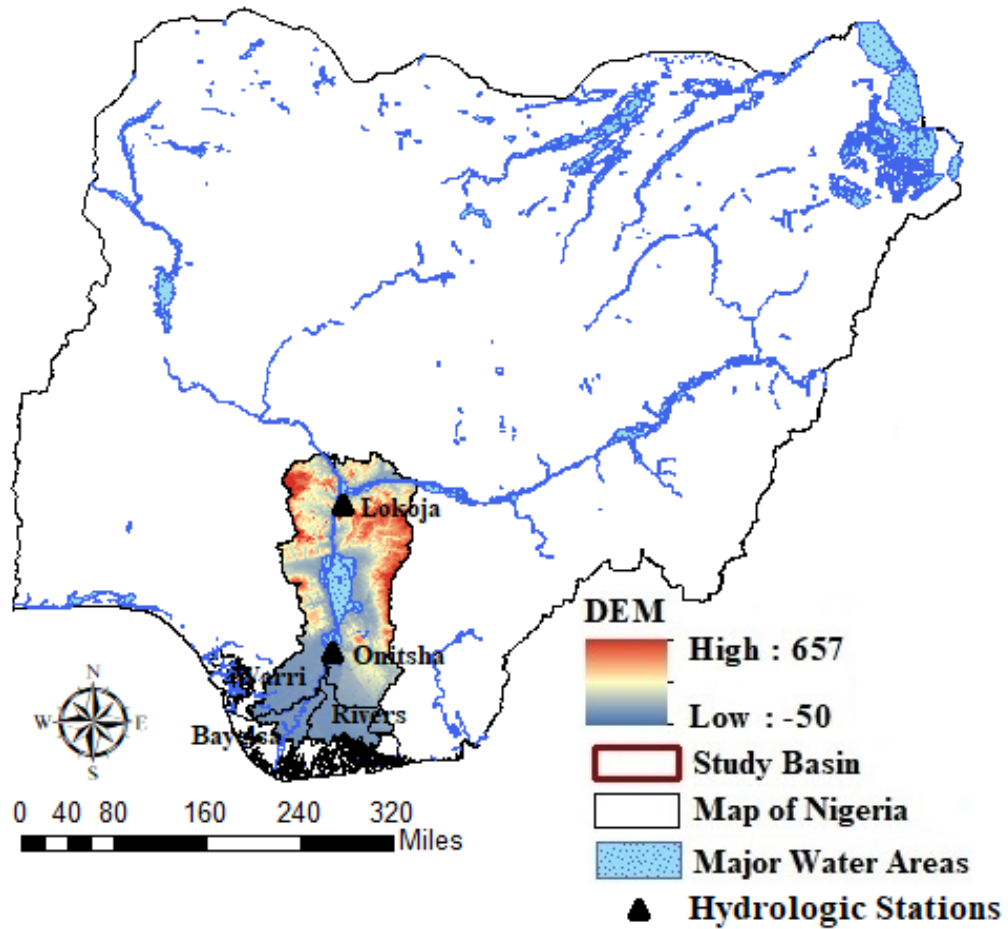 Lokoja
DEM
High : 657
Low : -50
Onitsha
Warri
Rivers
Bayelsa
N
W E
S
Study Basin
0 40 80 160 240 320
Miles
Map of Nigeria
Major Water Areas
Hydrologic Stations